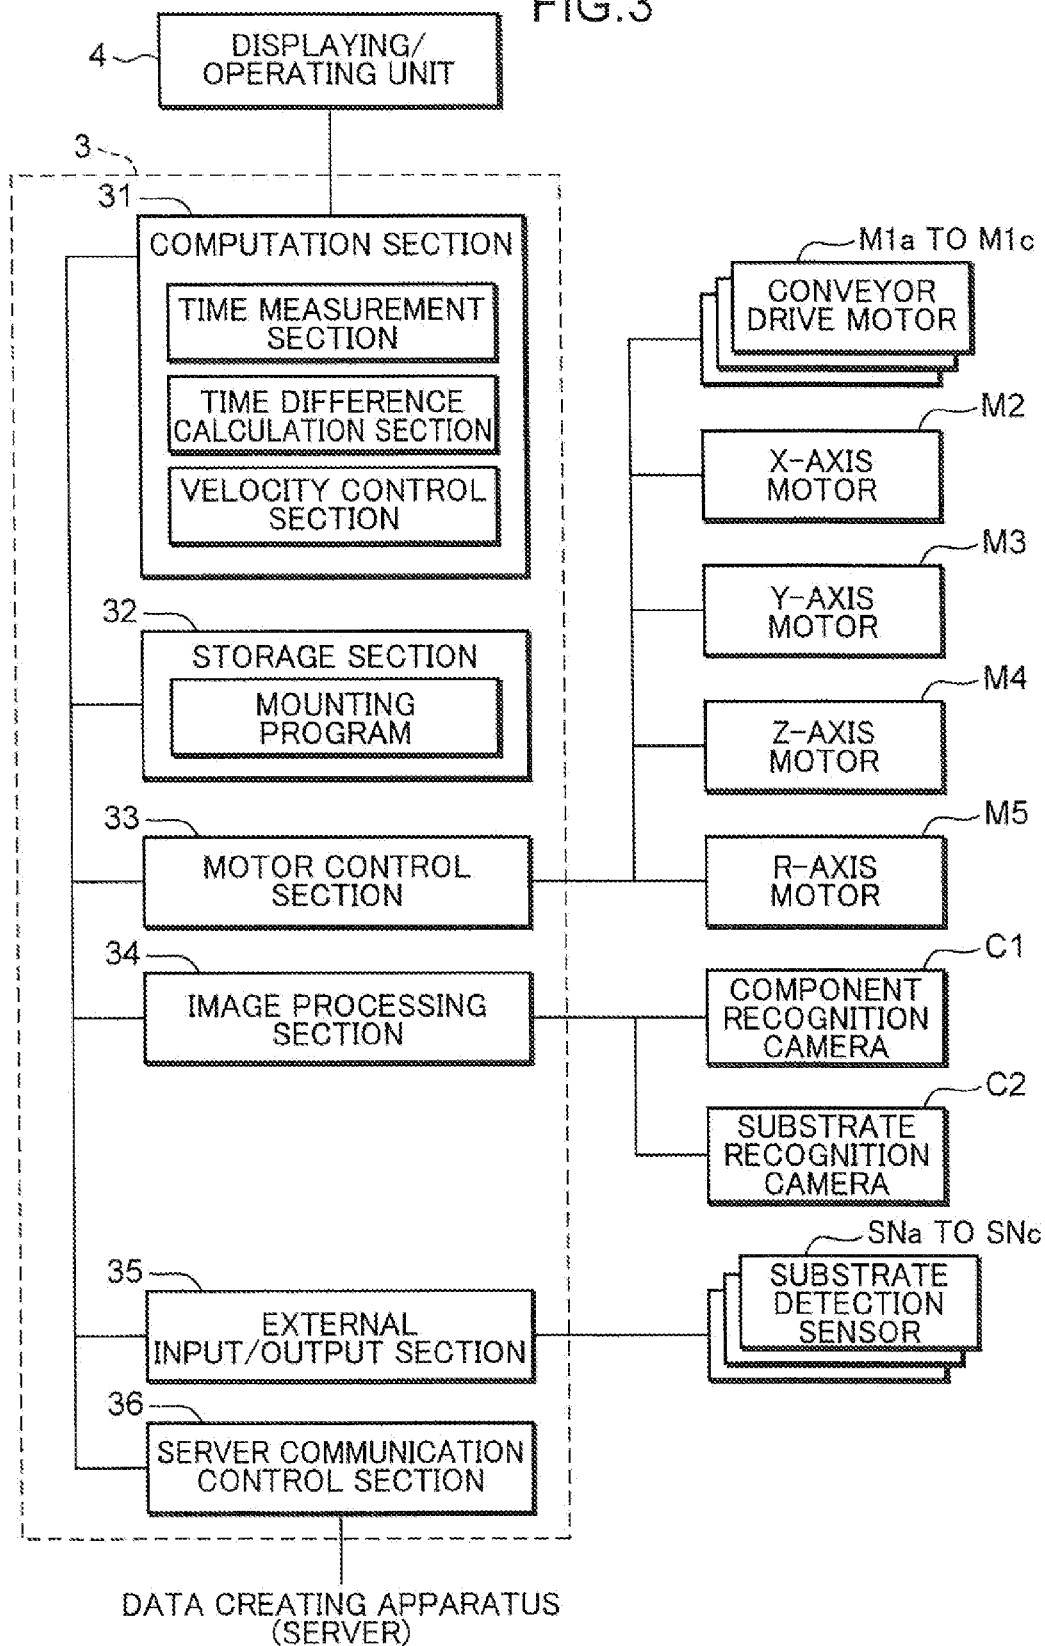 FIG.3
4
DISPLAYING/
OPERATING UNIT
3
31
COMPUTATION SECTION
TIME MEASUREMENT
SECTION
TIME DIFFERENCE
CALCULATION SECTION
VELOCITY CONTROL
SECTION
32
STORAGE SECTION
MOUNTING
PROGRAM
33
MOTOR CONTROL
SECTION
34
IMAGE PROCESSING
SECTION
35
EXTERNAL
INPUT/OUTPUT SECTION
36
SERVER COMMUNICATION
CONTROL SECTION
DATA CREATING APPARATUS
(SERVER)
M1a TO M1c
CONVEYOR
DRIVE MOTOR
M2
X-AXIS
MOTOR
M3
Y-AXIS
MOTOR
M4
Z-AXIS
MOTOR
M5
R-AXIS
MOTOR
C1
COMPONENT
RECOGNITION
CAMERA
C2
SUBSTRATE
RECOGNITION
CAMERA
SNa TO SNc
SUBSTRATE
DETECTION
SENSOR